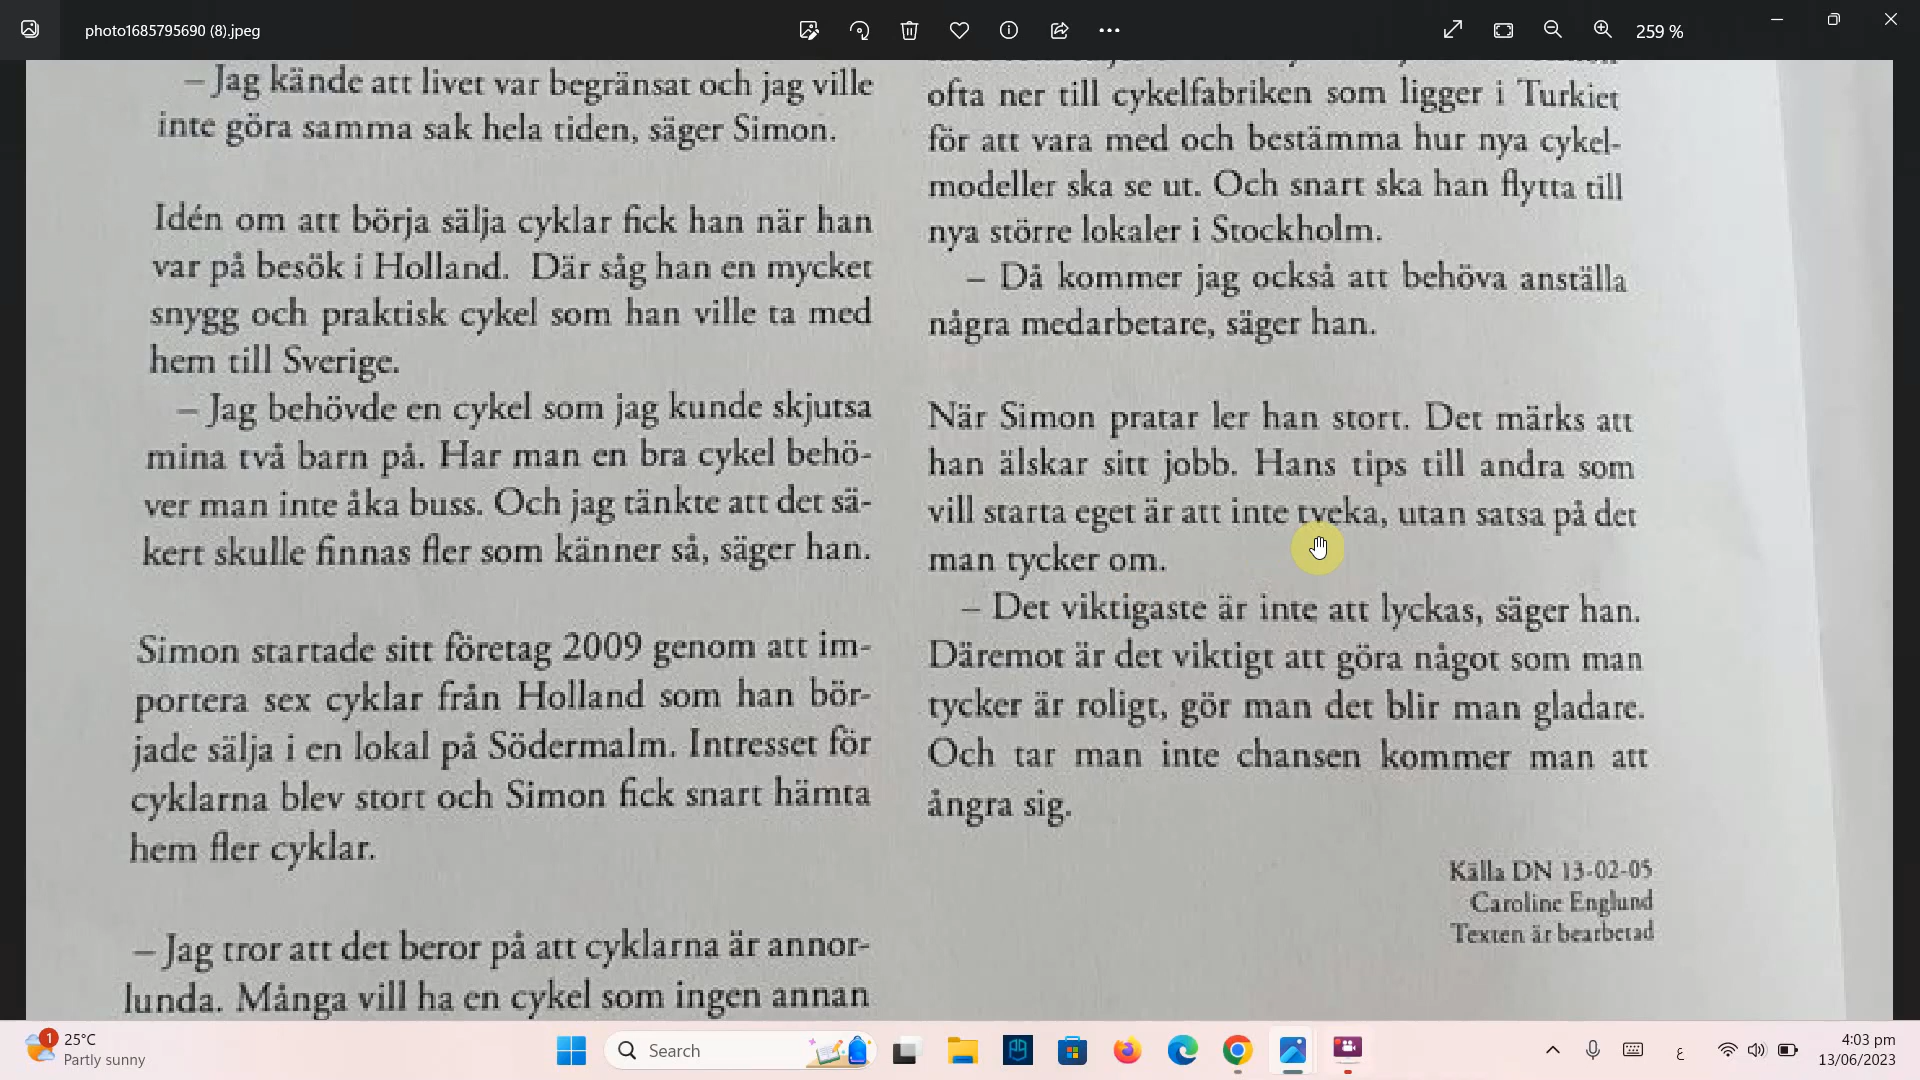 photo1685795690 (8).jpeg
259 %
– Jag kände att livet var begränsat och jag ville
inte göra samma sak hela tiden, säger Simon.
Idén om att börja sälja cyklar fick han när han
var på besök i Holland. Där såg han en mycket
snygg och praktisk cykel som han ville ta med
hem till Sverige.
– Jag behövde en cykel som jag kunde skjutsa
mina två barn på. Har man en bra cykel behö-
ver man inte åka buss. Och jag tänkte att det sä-
kert skulle finnas fler som känner så, säger han.
Simon startade sitt företag 2009 genom att im-
portera sex cyklar från Holland som han bör-
jade sälja i en lokal på Södermalm. Intresset för
cyklarna blev stort och Simon fick snart hämta
hem fler cyklar.
– Jag tror att det beror på att cyklarna är annor-
lunda. Många vill ha en cykel som ingen annan
ofta ner till cykelfabriken som ligger i Turkiet
för att vara med och bestämma hur nya cykel-
modeller ska se ut. Och snart ska han flytta till
nya större lokaler i Stockholm.
– Då kommer jag också att behöva anställa
några medarbetare, säger han.
När Simon pratar ler han stort. Det märks att
han älskar sitt jobb. Hans tips till andra som
vill starta eget är att inte tveka, utan satsa på det
man tycker om.
– Det viktigaste är inte att lyckas, säger han.
Däremot är det viktigt att göra något som man
tycker är roligt, gör man det blir man gladare.
Och tar man inte chansen kommer man att
ångra sig.
Källa DN 13-02-05
Caroline Englund
Texten är bearbetad
1
25°C
Partly sunny
Search
ع
4:03 pm
13/06/2023